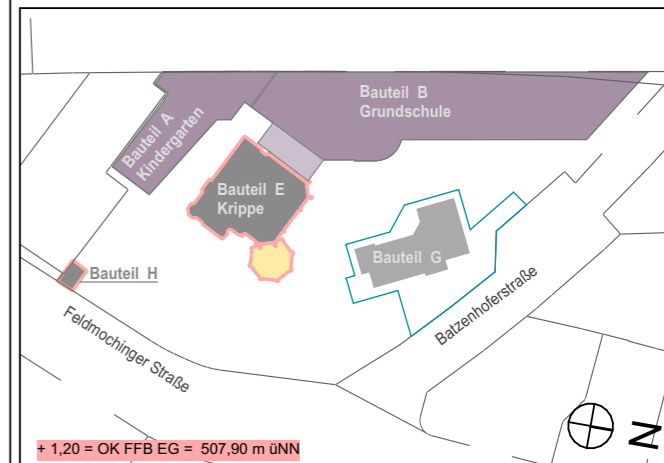 Bauteil B
Grundschule
Bauteil A
Kindergarten
Bauteil E
Krippe
Bauteil G
Bauteil H
Feldmochinger Straße
Batzenhoferstraße
N
+ 1,20 = OK FFB EG = 507,90 m üNN